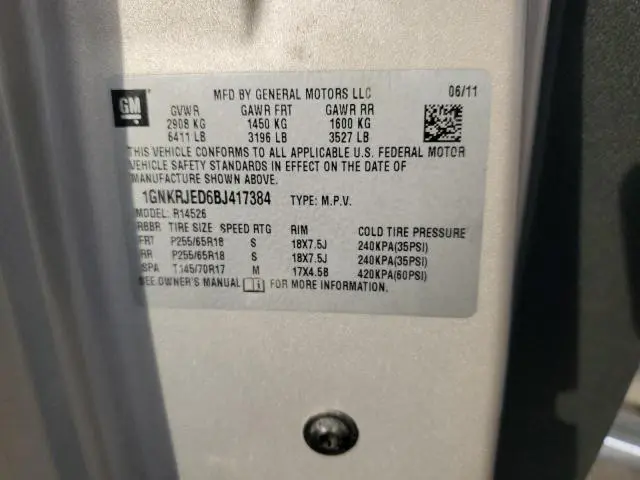 GM
MFD BY GENERAL MOTORS LLC 06/11
GVWR GAWR FRT GAWR RR
2908 KG 1450 KG 1600 KG
6411 LB 3196 LB 3527 LB
THIS VEHICLE CONFORMS TO ALL APPLICABLE U.S. FEDERAL MOTOR
VEHICLE SAFETY STANDARDS IN EFFECT ON THE DATE OF
MANUFACTURE SHOWN ABOVE.
1GNKRJED6BJ417384 TYPE: M.P.V.
MODEL: R14526
TIRE SIZE SPEED RTG RIM COLD TIRE PRESSURE
FRT P255/65R18 S 18X7.5J 240KPA(35PSI)
RR P255/65R18 S 18X7.5J 240KPA(35PSI)
SPA T145/70R17 M 17X4.5B 420KPA(60PSI)
SEE OWNER'S MANUAL FOR MORE INFORMATION.